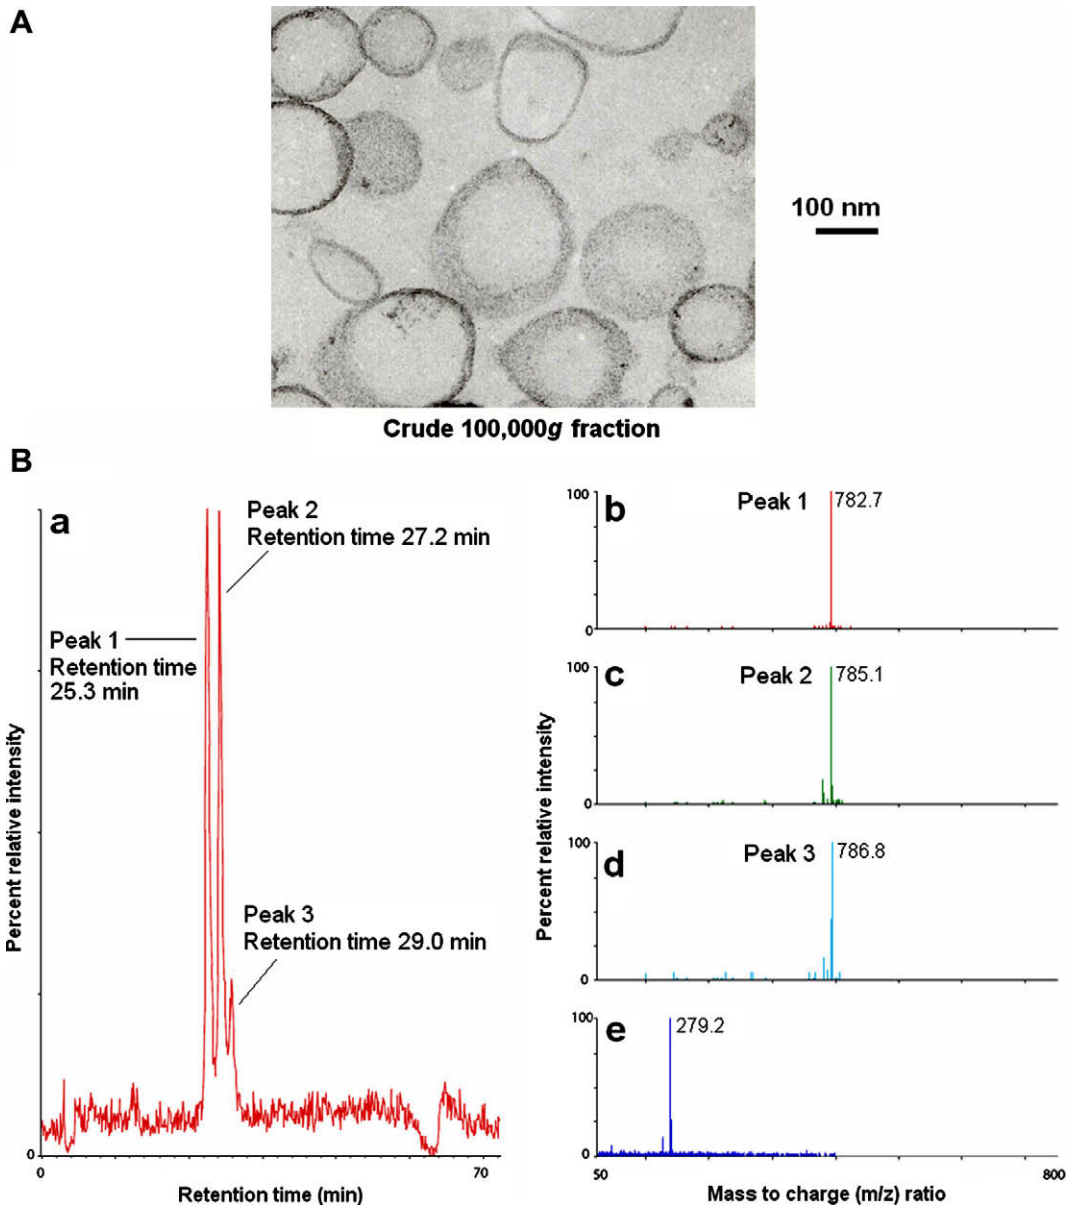 A
100 nm
Crude 100,000g fraction
B
a
Peak 2
Retention time 27.2 min
Peak 1
Retention time
25.3 min
Peak 3
Retention time 29.0 min
Percent relative intensity
0
0
70
Retention time (min)
b
Peak 1
782.7
100
0
c
Peak 2
785.1
100
0
d
Peak 3
786.8
100
0
e
279.2
100
0
50
800
Percent relative intensity
Mass to charge (m/z) ratio